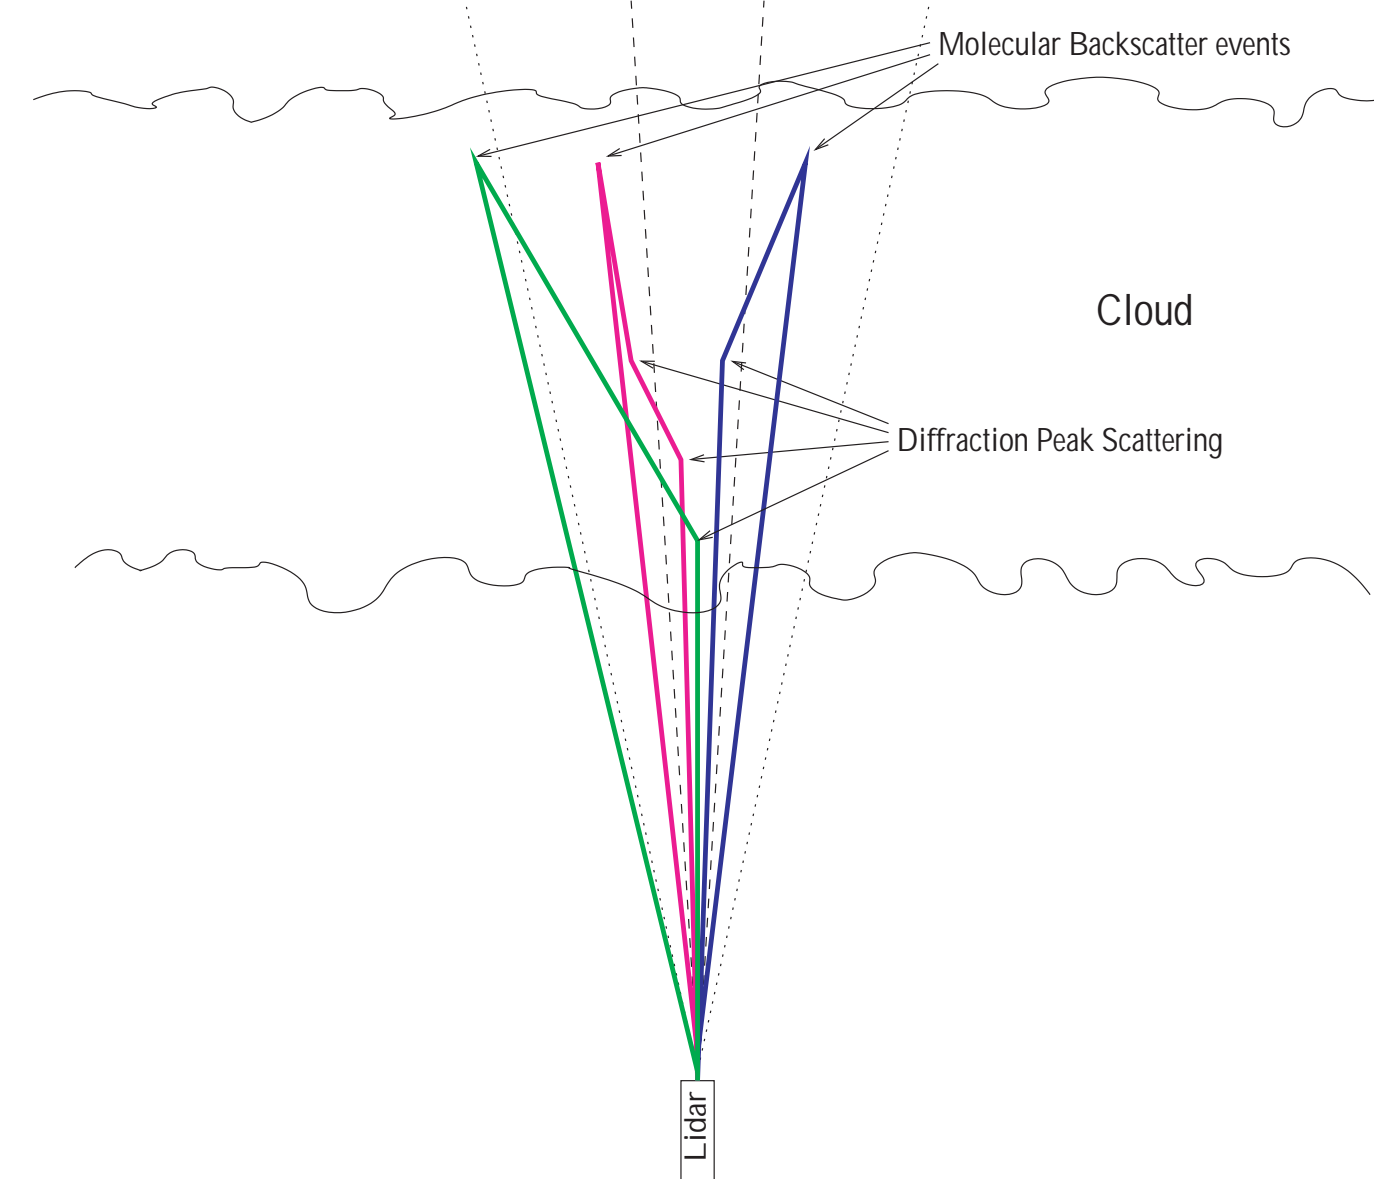 Molecular Backscatter events
Cloud
Diffraction Peak Scattering
Lidar